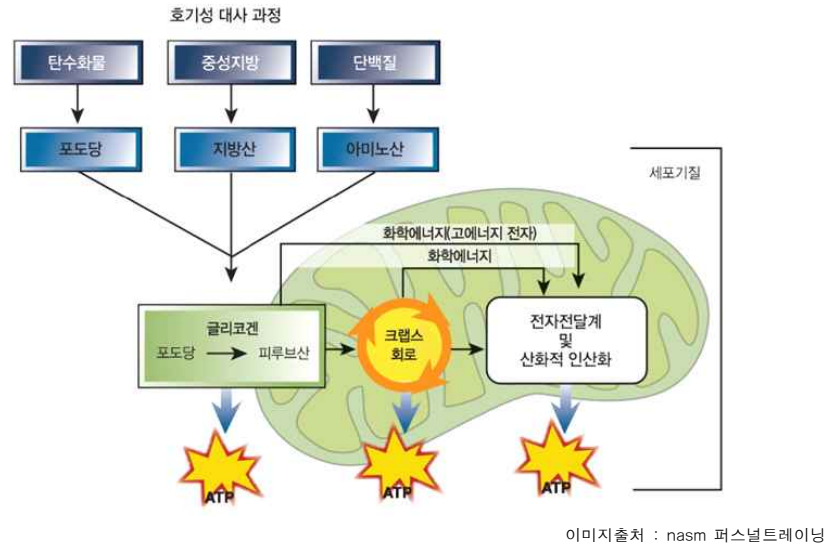 호기성 대사 과정
탄수화물
중성지방
단백질
포도당
지방산
아미노산
세포기질
화학에너지(고에너지 전자)
화학에너지
글리코겐
포도당
피루브산
크랩스
회로
전자전달계
및
산화적 인산화
ATP
ATP
ATP
이미지출처 : nasm 퍼스널트레이닝